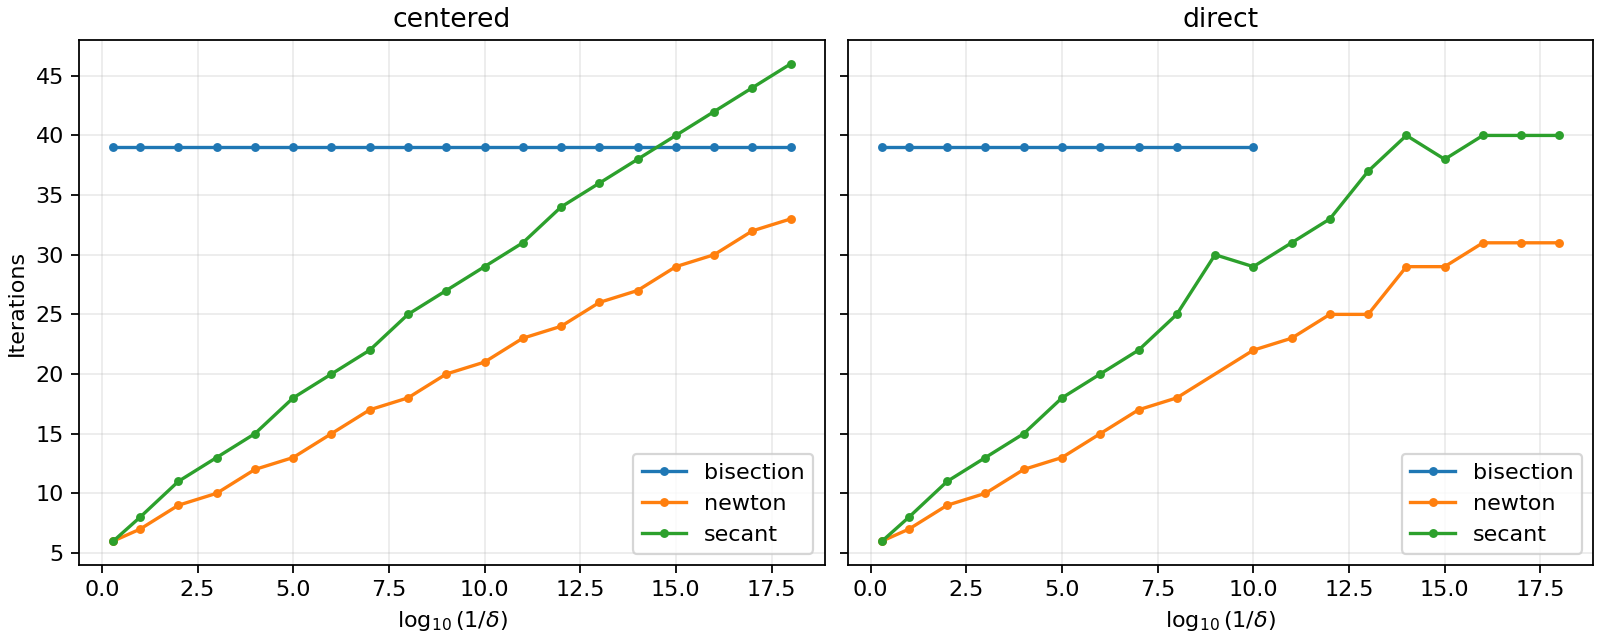 centered
direct
Iterations
45
40
35
30
25
20
15
10
5
0.0 2.5 5.0 7.5 10.0 12.5 15.0 17.5
0.0 2.5 5.0 7.5 10.0 12.5 15.0 17.5
log₁₀(1/δ)
log₁₀(1/δ)
bisection
newton
secant
bisection
newton
secant